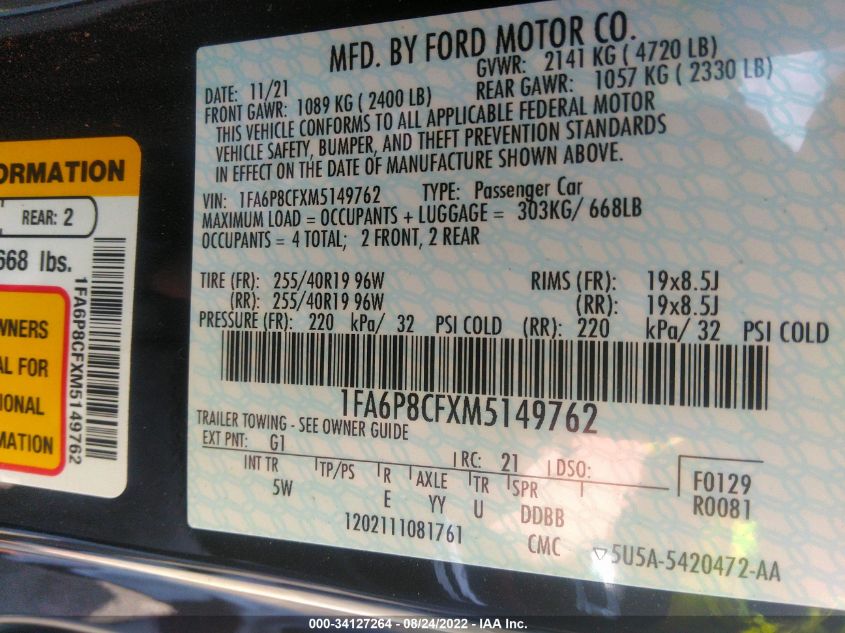 MFD. BY FORD MOTOR CO.
DATE: 11/21 GVWR: 2141 KG ( 4720 LB)
FRONT GAWR: 1089 KG ( 2400 LB) REAR GAWR: 1057 KG ( 2330 LB)
THIS VEHICLE CONFORMS TO ALL APPLICABLE FEDERAL MOTOR
VEHICLE SAFETY, BUMPER, AND THEFT PREVENTION STANDARDS
IN EFFECT ON THE DATE OF MANUFACTURE SHOWN ABOVE.
VIN: 1FA6P8CFXM5149762 TYPE: Passenger Car
MAXIMUM LOAD = OCCUPANTS + LUGGAGE = 303KG/ 668LB
OCCUPANTS = 4 TOTAL; 2 FRONT, 2 REAR
TIRE (FR): 255/40R19 96W RIMS (FR): 19x8.5J
(RR): 255/40R19 96W (RR): 19x8.5J
PRESSURE (FR): 220 kPa/ 32 PSI COLD (RR): 220 kPa/ 32 PSI COLD
1FA6P8CFXM5149762
TRAILER TOWING - SEE OWNER GUIDE
EXT PNT: G1 RC: 21 DSO:
INT TR TP/PS R AXLE TR SPR
5W E YY U DDBB
F0129
R0081
1202111081761 CMC ▽5U5A-5420472-AA
ORMATION
REAR: 2
668 lbs.
WNERS
AL FOR
IONAL
MATION
1FA6P8CFXM5149762
000-34127264 - 08/24/2022 - IAA Inc.